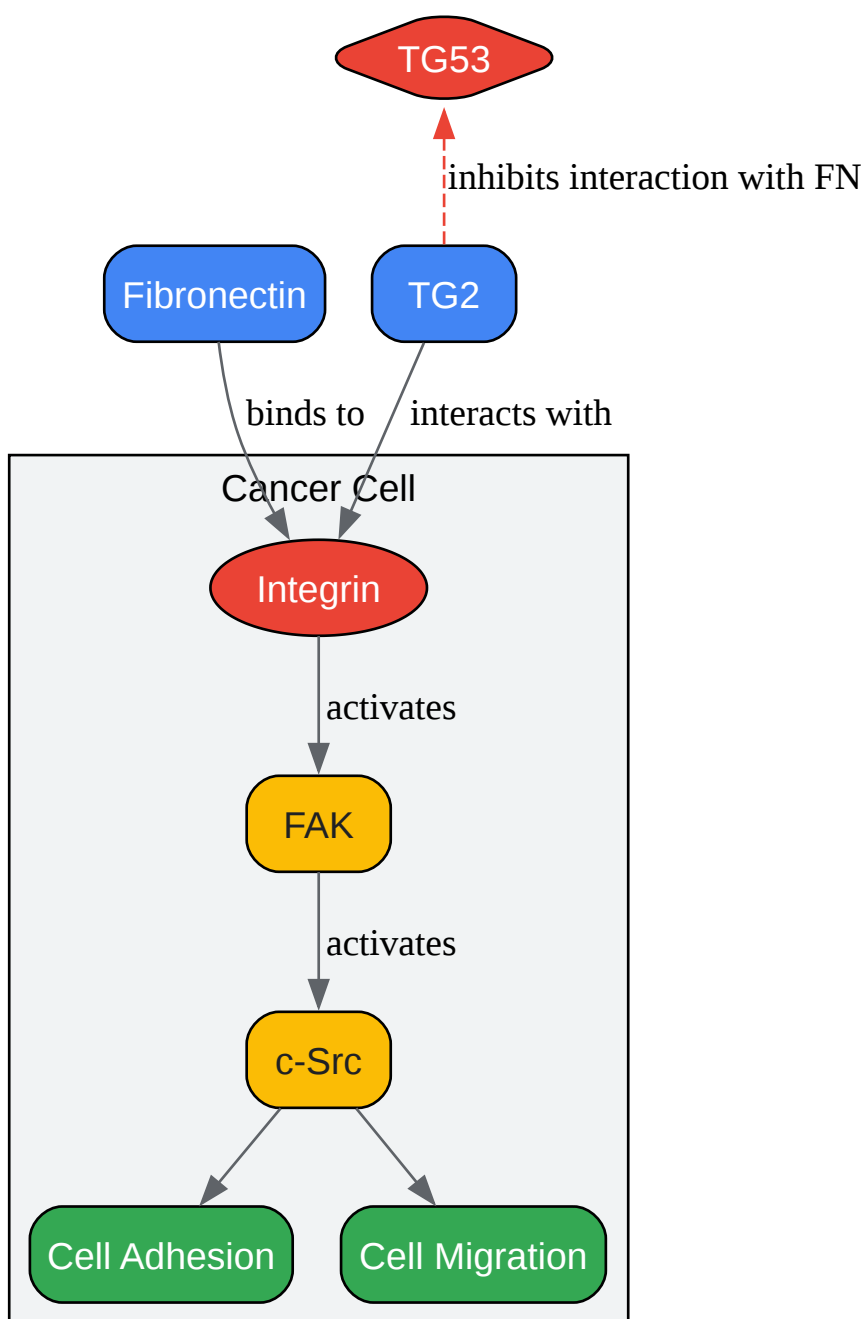 TG53
inhibits interaction with FN
Fibronectin
TG2
binds to
interacts with
Cancer Cell
Integrin
activates
FAK
activates
c-Src
Cell Adhesion
Cell Migration